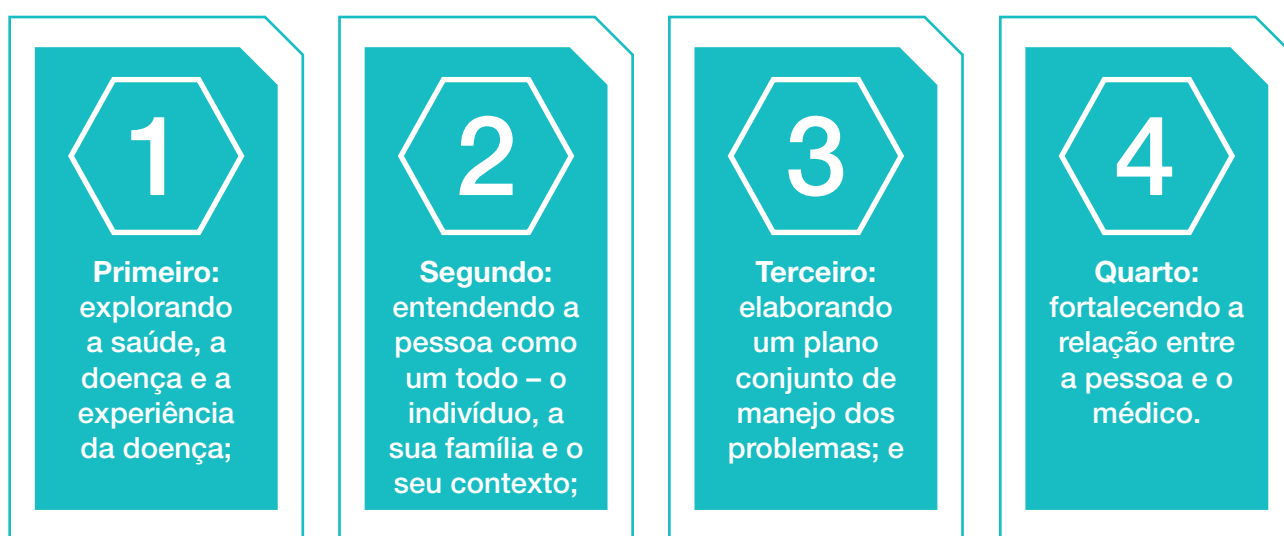 1
Primeiro:
explorando
a saúde, a
doença e a
experiência
da doença;
2
Segundo:
entendendo a
pessoa como
um todo – o
indivíduo, a
sua família e o
seu contexto;
3
Terceiro:
elaborando
um plano
conjunto de
manejo dos
problemas; e
4
Quarto:
fortalecendo a
relação entre
a pessoa e o
médico.